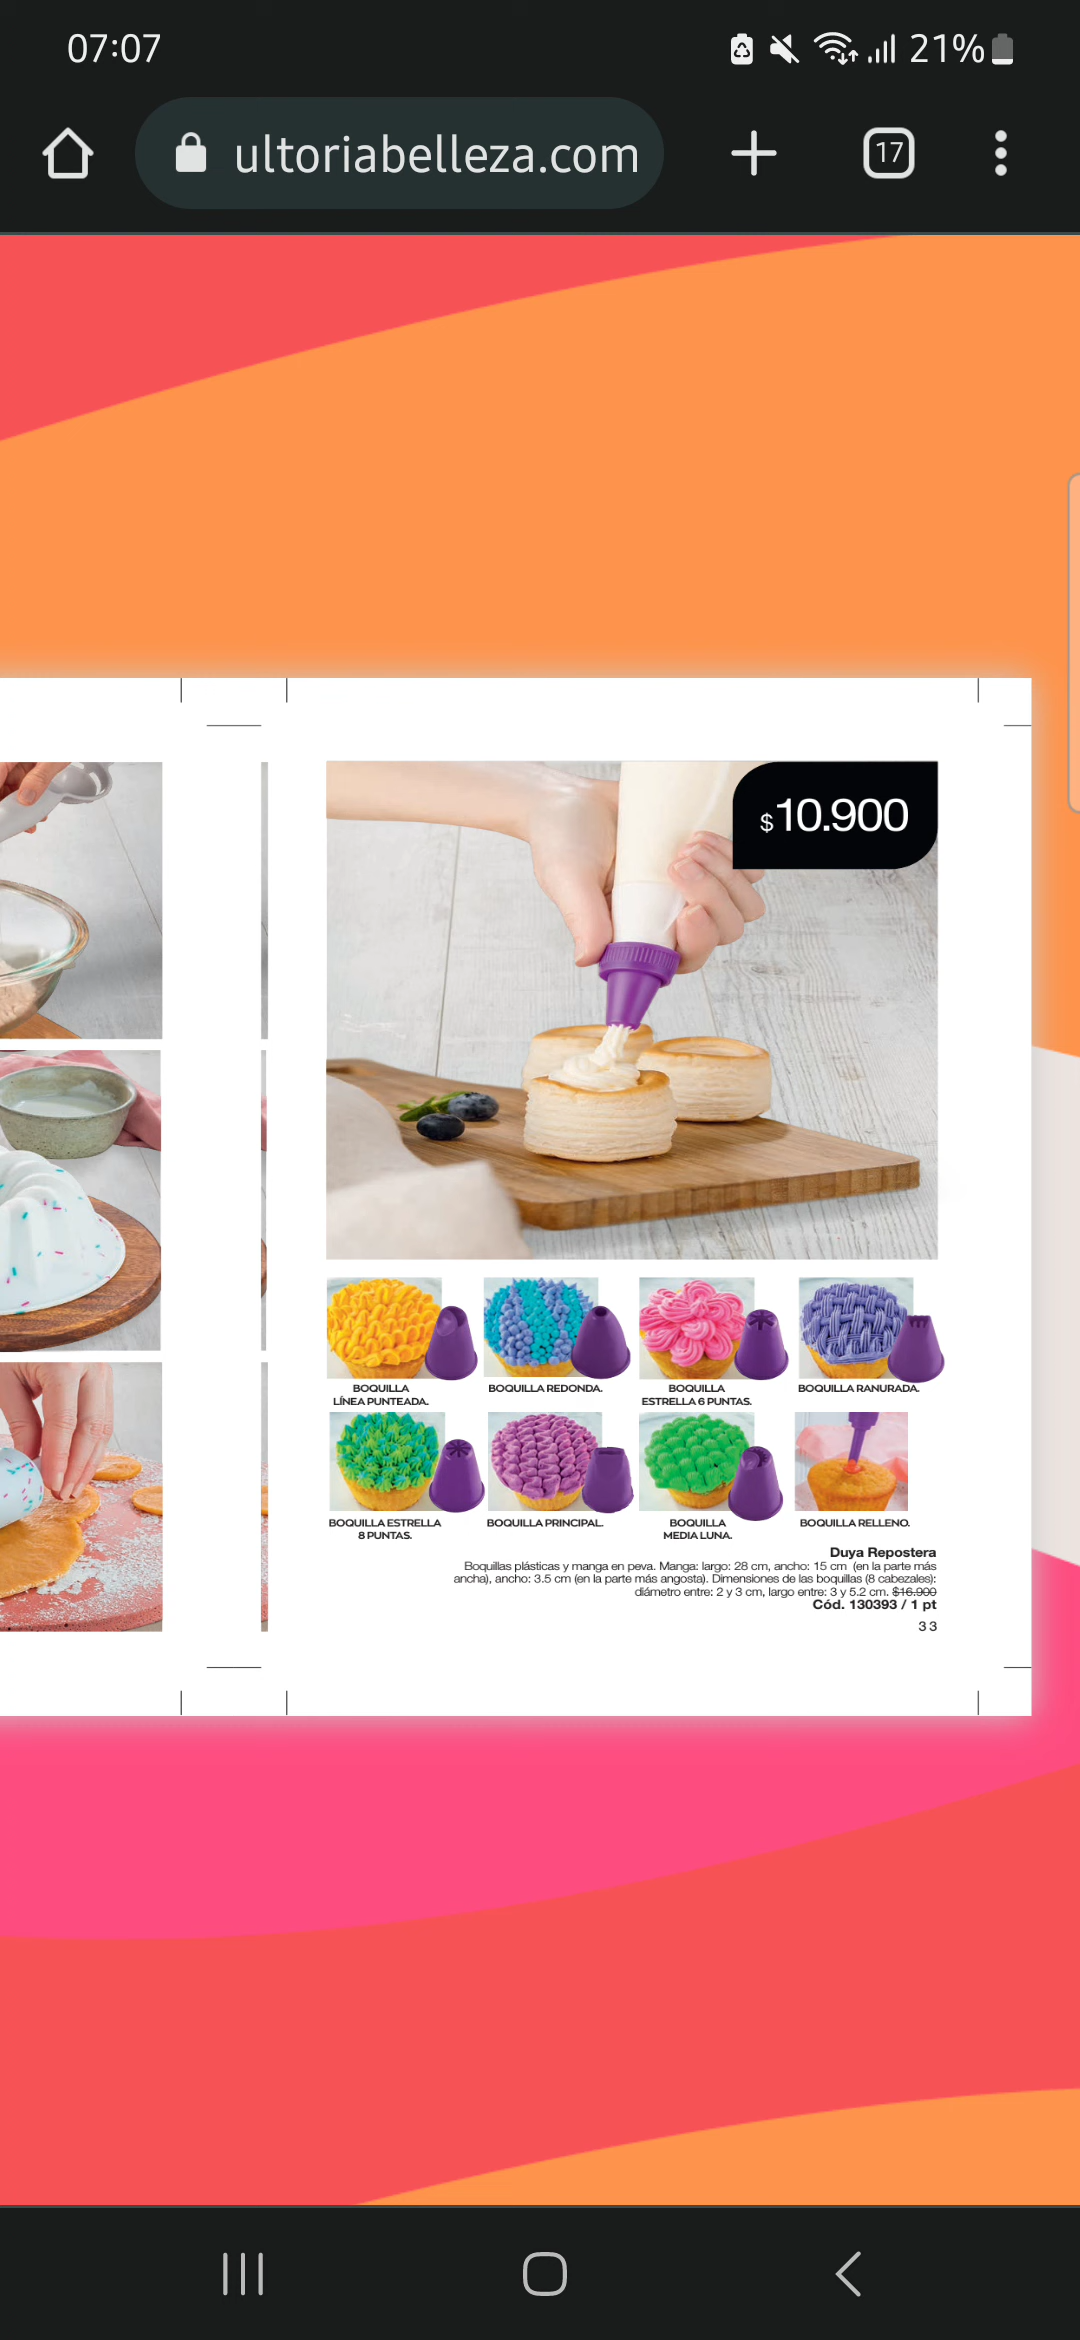 07:07
21%
ultoriabelleza.com
17
$10.900
BOQUILLA
LÍNEA PUNTEADA.
BOQUILLA REDONDA.
BOQUILLA
ESTRELLA 6 PUNTAS.
BOQUILLA RANURADA.
BOQUILLA ESTRELLA
8 PUNTAS.
BOQUILLA PRINCIPAL.
BOQUILLA
MEDIA LUNA.
BOQUILLA RELLENO.
Duya Repostera
Boquillas plásticas y manga en peva. Manga: largo: 28 cm, ancho: 15 cm (en la parte más
ancha), ancho: 3.5 cm (en la parte más angosta). Dimensiones de las boquillas (8 cabezales):
diámetro entre: 2 y 3 cm, largo entre: 3 y 5.2 cm. $16.900
Cód. 130393 / 1 pt
33